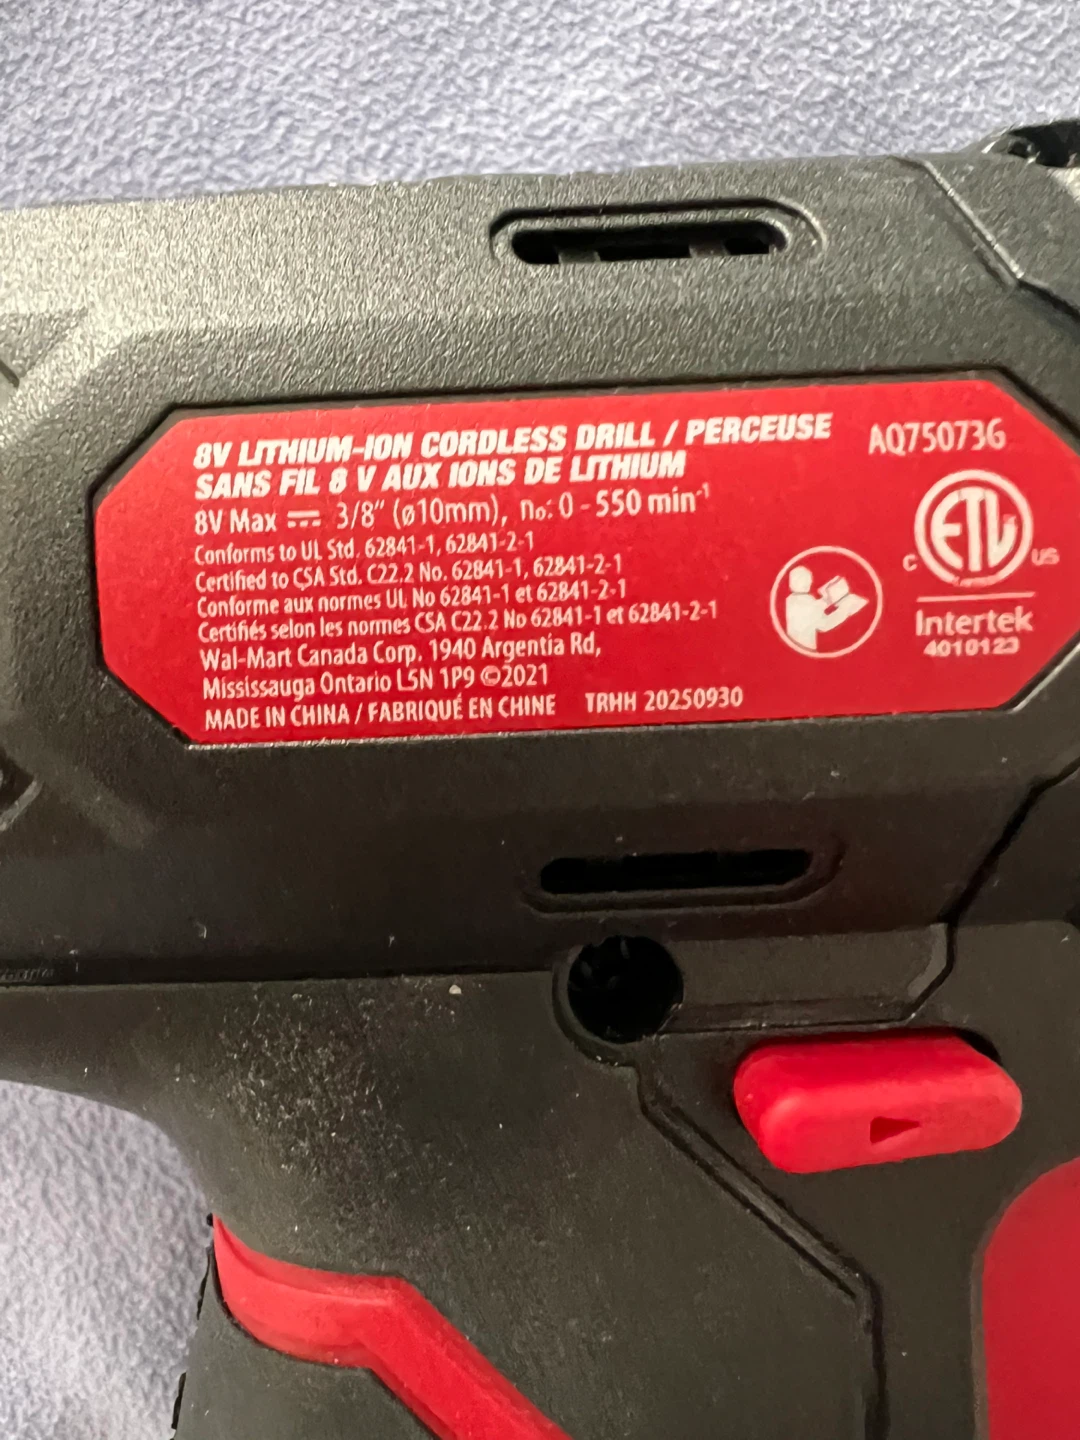 8V LITHIUM-ION CORDLESS DRILL / PERCEUSE
SANS FIL 8 V AUX IONS DE LITHIUM
8V Max ⎓ 3/8" (ø10mm), n₀: 0 - 550 min⁻¹
Conforms to UL Std. 62841-1, 62841-2-1
Certified to CSA Std. C22.2 No. 62841-1, 62841-2-1
Conforme aux normes UL No 62841-1 et 62841-2-1
Certifiés selon les normes CSA C22.2 No 62841-1 et 62841-2-1
Wal-Mart Canada Corp. 1940 Argentia Rd,
Mississauga Ontario L5N 1P9 ©2021
MADE IN CHINA / FABRIQUÉ EN CHINE TRHH 20250930
AQ75073G
ETL
C US
Intertek
4010123